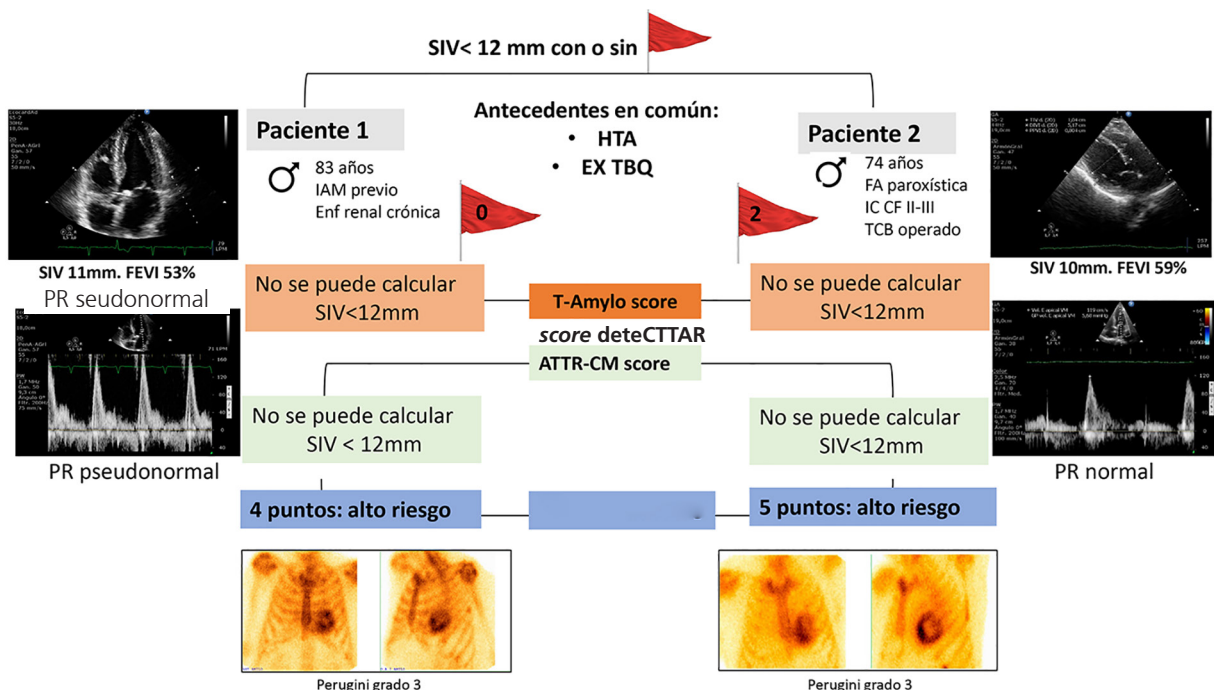 SIV< 12 mm con o sin
Antecedentes en común:
• HTA
• EX TBQ
Paciente 1
83 años
IAM previo
Enf renal crónica
0
Paciente 2
74 años
FA paroxística
IC CF II-III
TCB operado
2
SIV 11mm. FEVI 53%
PR seudonormal
SIV 10mm. FEVI 59%
No se puede calcular
SIV<12mm
T-Amylo score
No se puede calcular
SIV<12mm
score deteCTTAR
ATTR-CM score
No se puede calcular
SIV < 12mm
No se puede calcular
SIV<12mm
PR pseudonormal
PR normal
4 puntos: alto riesgo
5 puntos: alto riesgo
Perugini grado 3
Perugini grado 3